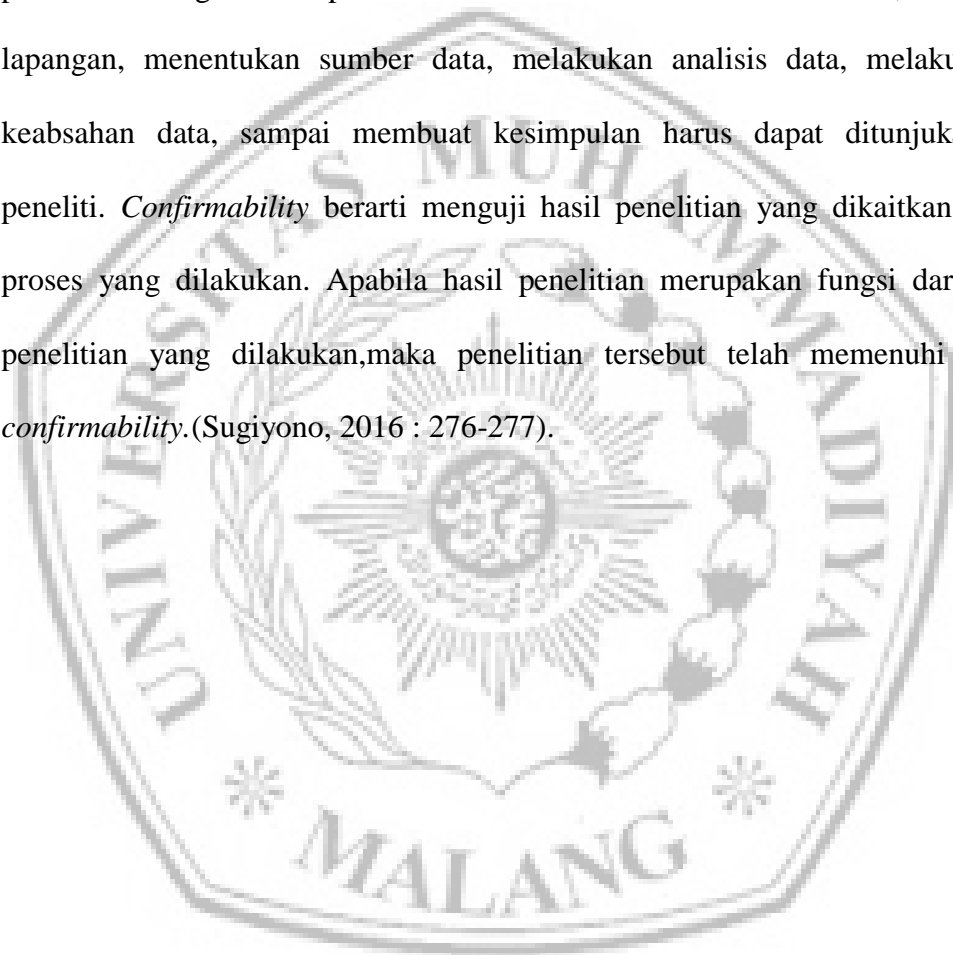 lapangan, menentukan sumber data, melakukan analisis data, melaku
keabsahan data, sampai membuat kesimpulan harus dapat ditunjuk
peneliti. Confirmability berarti menguji hasil penelitian yang dikaitkan
proses yang dilakukan. Apabila hasil penelitian merupakan fungsi dar
penelitian yang dilakukan,maka penelitian tersebut telah memenuhi
confirmability.(Sugiyono, 2016 : 276-277).
UNIVERSITAS MUHAMMADIYAH
MALANG